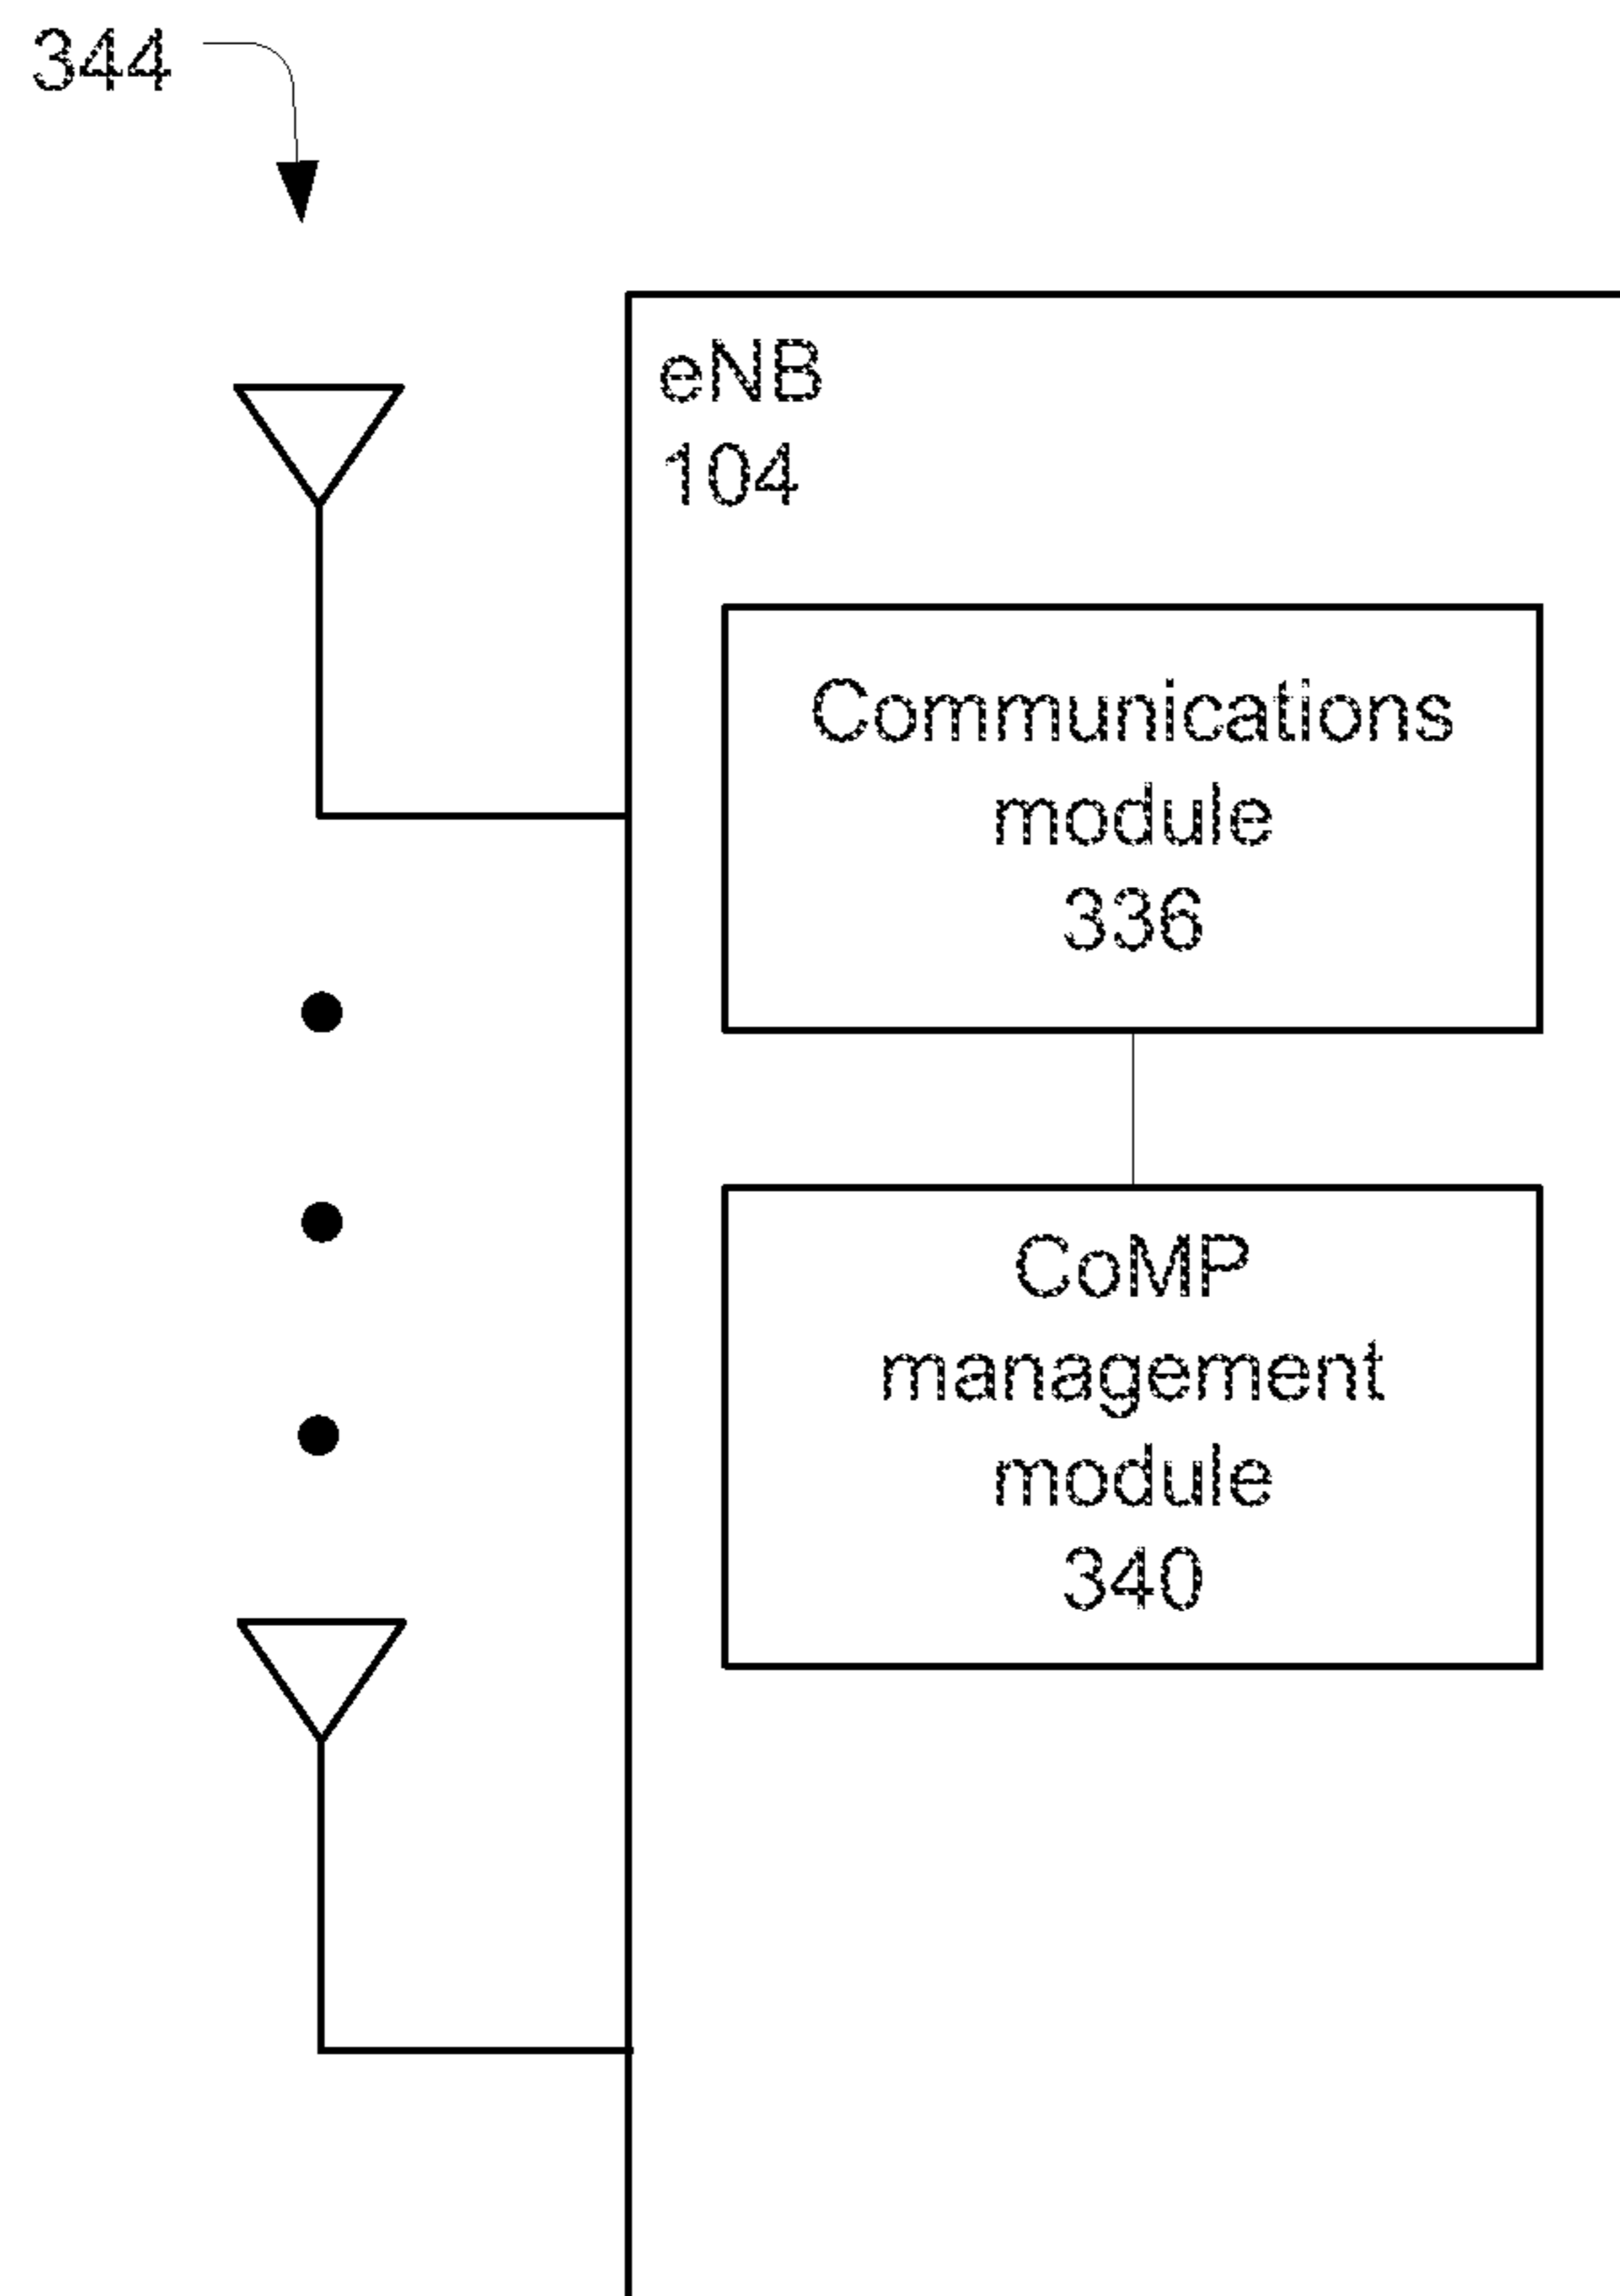 344
eNB
104
Communications
module
336
CoMP
management
module
340